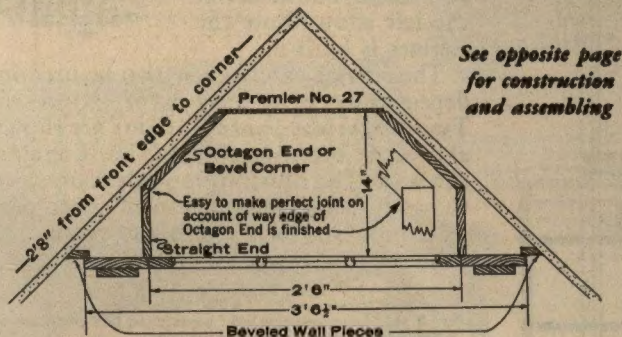 See opposite page
for construction
and assembling
2'8" from front edge to corner
Premier No. 27
Octagon End or
Bevel Corner
14"
Easy to make perfect joint on
account of way edge of
Octagon End is finished
Straight End
2'6"
3'6½"
Beveled Wall Pieces